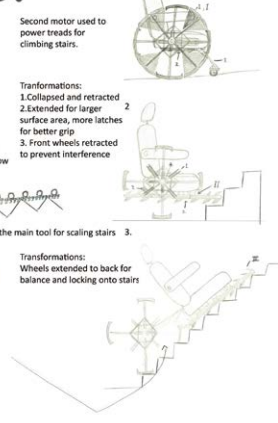 Second motor used to
power treads for
climbing stairs.
Tranformations:
1.Collapsed and retracted
2.Extended for larger
surface area, more latches
for better grip
3. Front wheels retracted
to prevent interference
2
the main tool for scaling stairs
3.
Transformations:
Wheels extended to back for
balance and locking onto stairs